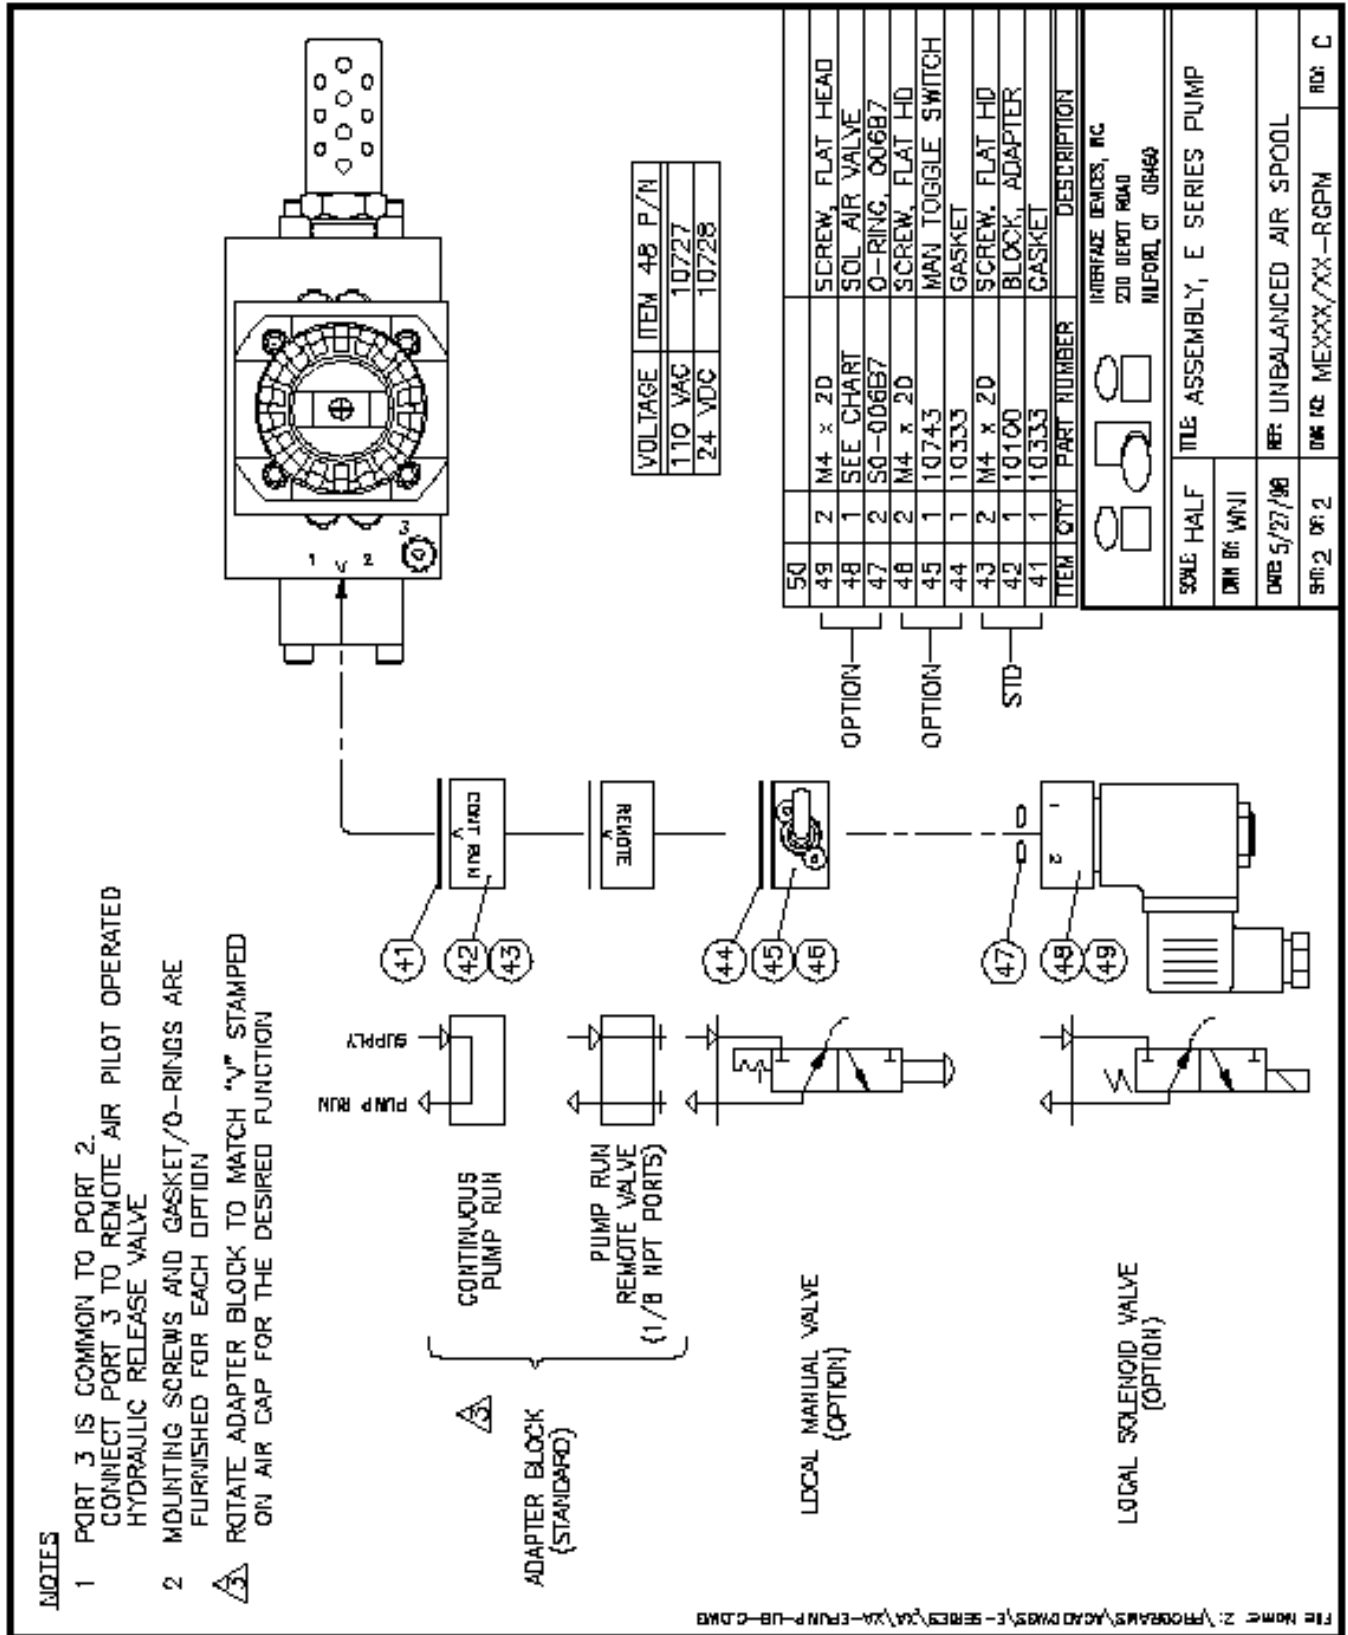 NOTES
1 PORT 3 IS COMMON TO PORT 2.
CONNECT PORT 3 TO REMOTE AIR PILOT OPERATED
HYDRAULIC RELEASE VALVE
2 MOUNTING SCREWS AND GASKET/O-RINGS ARE
FURNISHED FOR EACH OPTION
3 ROTATE ADAPTER BLOCK TO MATCH "V" STAMPED
ON AIR CAP FOR THE DESIRED FUNCTION
ADAPTER BLOCK
(STANDARD)
3
CONTINUOUS
PUMP RUN
PUMP RUN
SUPPLY
41
42
43
CONT RUN
V
PUMP RUN
REMOTE VALVE
(1/8 NPT PORTS)
REMOTE
V
LOCAL MANUAL VALVE
(OPTION)
44
45
46
LOCAL SOLENOID VALVE
(OPTION)
47
48
49
2 1
1 V 2
3
VOLTAGE ITEM 48 P/N
110 VAC 10727
24 VDC 10728
OPTION
OPTION
STD
50
49 2 M4 x 20 SCREW, FLAT HEAD
48 1 SEE CHART SOL AIR VALVE
47 2 SO-006B7 O-RING, 006B7
46 2 M4 x 20 SCREW, FLAT HD
45 1 10743 MAN TOGGLE SWITCH
44 1 10333 GASKET
43 2 M4 x 20 SCREW, FLAT HD
42 1 10100 BLOCK, ADAPTER
41 1 10333 GASKET
ITEM QTY PART NUMBER DESCRIPTION
INTERFACE DEVICES, INC.
230 DEPOT ROAD
MILFORD, CT 06460
SCALE: HALF TITLE: ASSEMBLY, E SERIES PUMP
DWN BY: WNI
DATE: 5/27/98 REF: UNBALANCED AIR SPOOL
SHT: 2 OF: 2 DWG NO: MEXXX/XX-RGPM REV: C